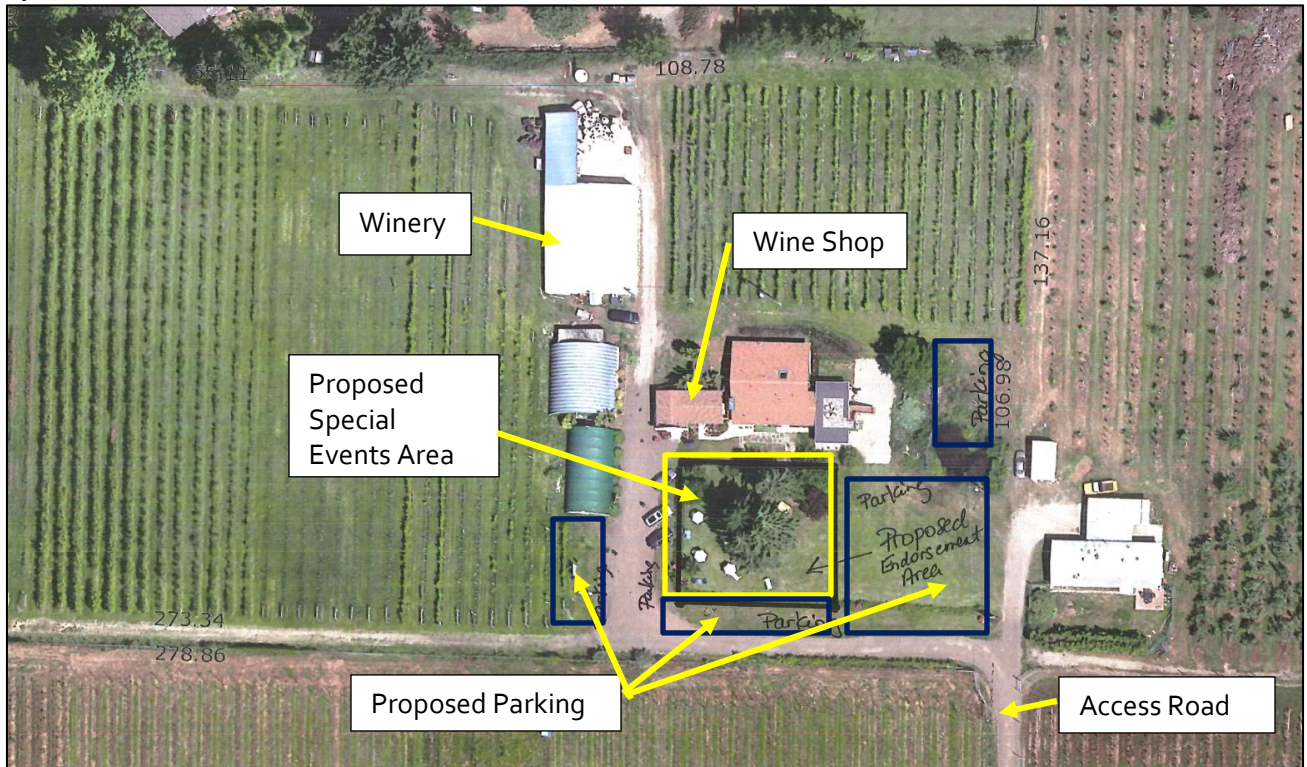 108.78
Winery
Wine Shop
137.16
Proposed
Special
Events Area
Parking
106.98
Parking
Proposed
Endorsement
Area
Parking
Parking
273.34
278.86
Proposed Parking
Access Road